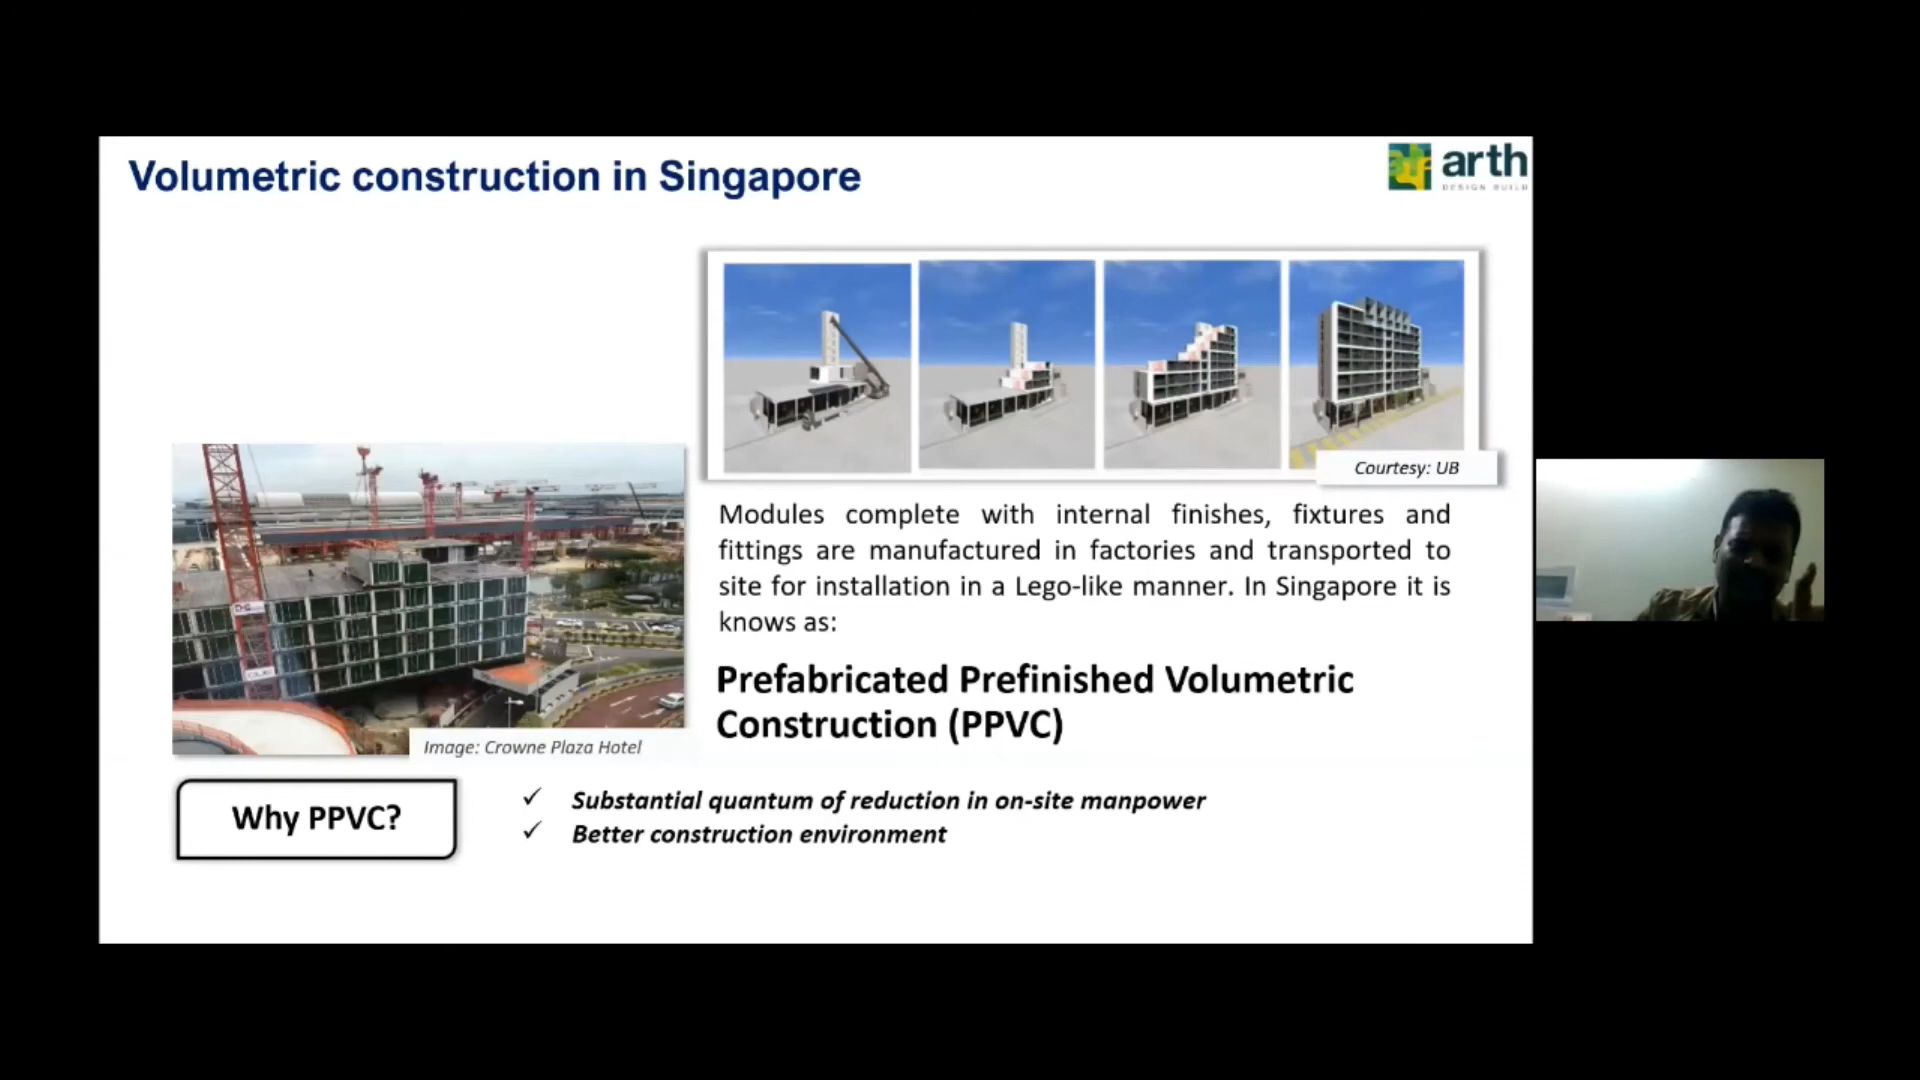 Volumetric construction in Singapore
arth
DESIGN BUILD
Courtesy: UB
Modules complete with internal finishes, fixtures and
fittings are manufactured in factories and transported to
site for installation in a Lego-like manner. In Singapore it is
knows as:
Prefabricated Prefinished Volumetric
Construction (PPVC)
Image: Crowne Plaza Hotel
Why PPVC?
✓ Substantial quantum of reduction in on-site manpower
✓ Better construction environment